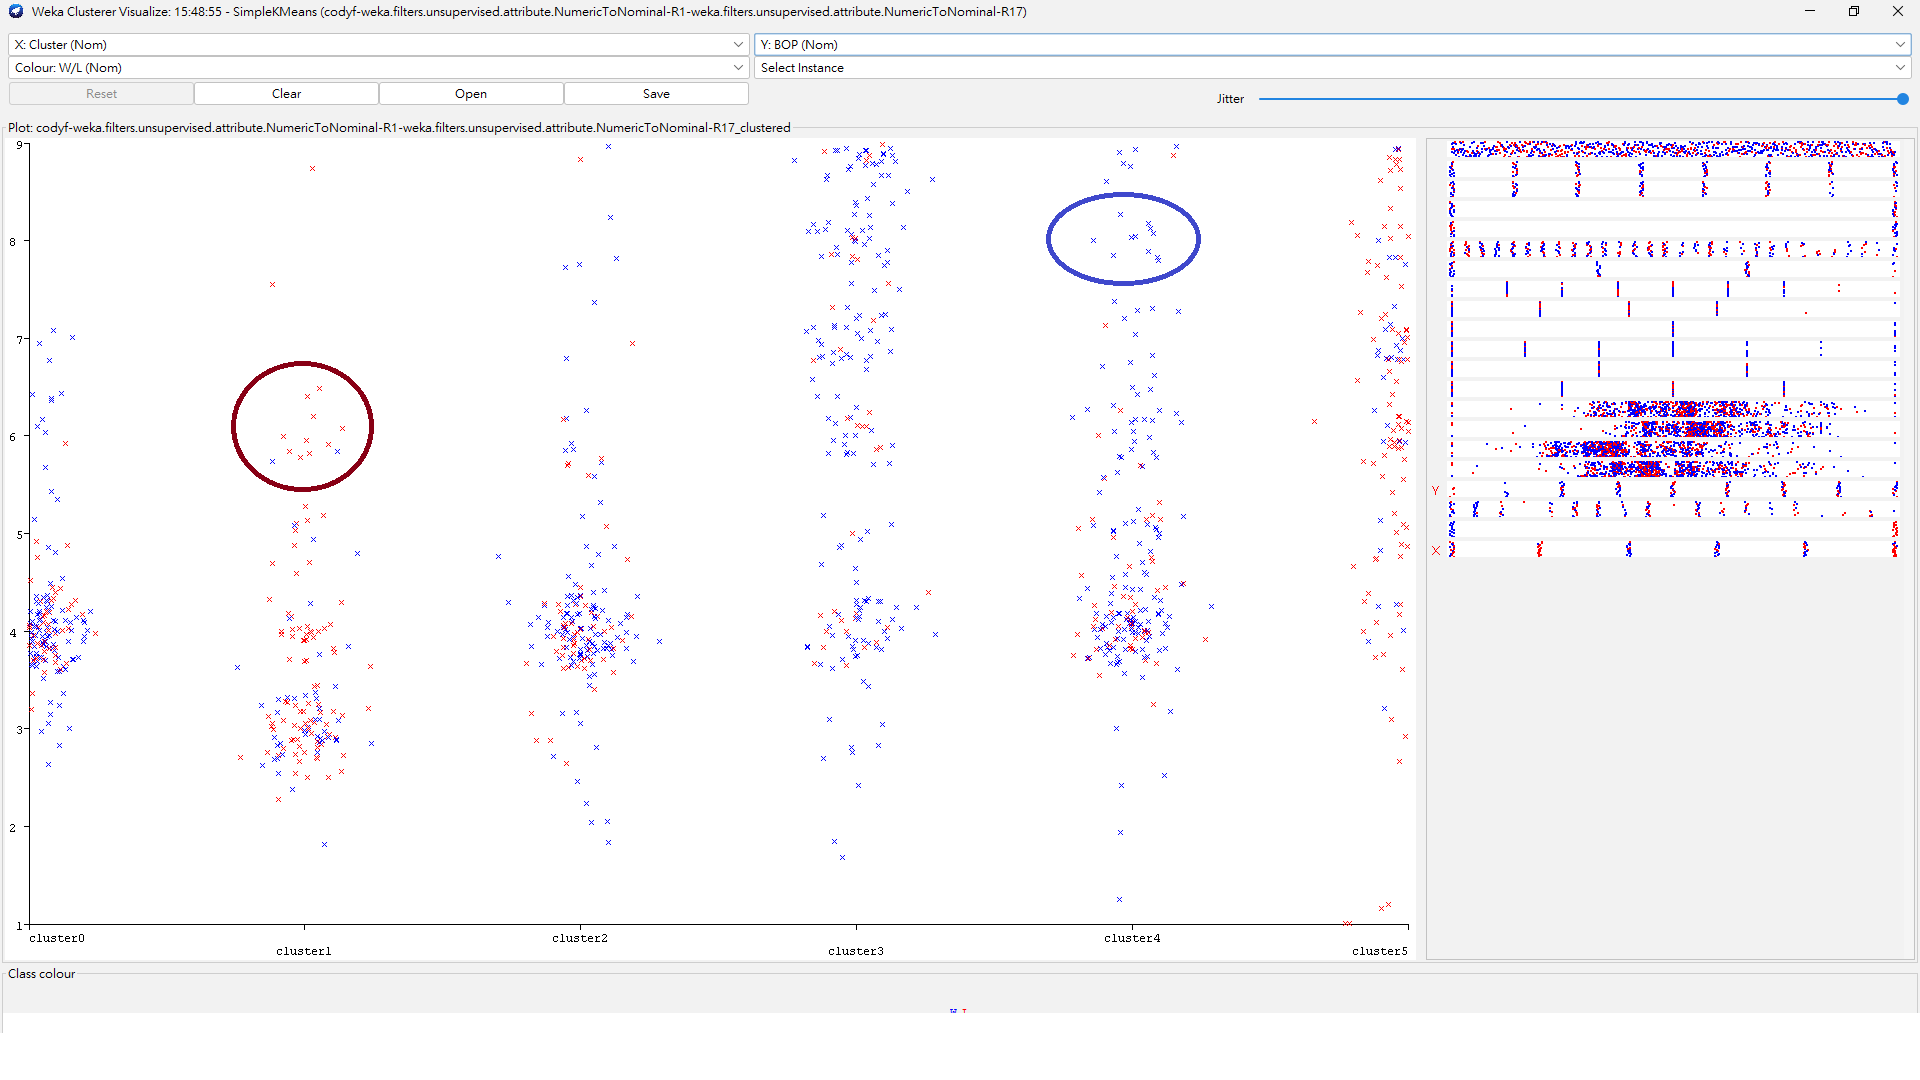 Weka Clusterer Visualize: 15:48:55 - SimpleKMeans (codyf-weka.filters.unsupervised.attribute.NumericToNominal-R1-weka.filters.unsupervised.attribute.NumericToNominal-R17)
X: Cluster (Nom)
Y: BOP (Nom)
Colour: W/L (Nom)
Select Instance
Reset
Clear
Open
Save
Jitter
Plot: codyf-weka.filters.unsupervised.attribute.NumericToNominal-R1-weka.filters.unsupervised.attribute.NumericToNominal-R17_clustered
9
8
7
6
5
4
3
2
1
cluster0
cluster1
cluster2
cluster3
cluster4
cluster5
Y
X
Class colour